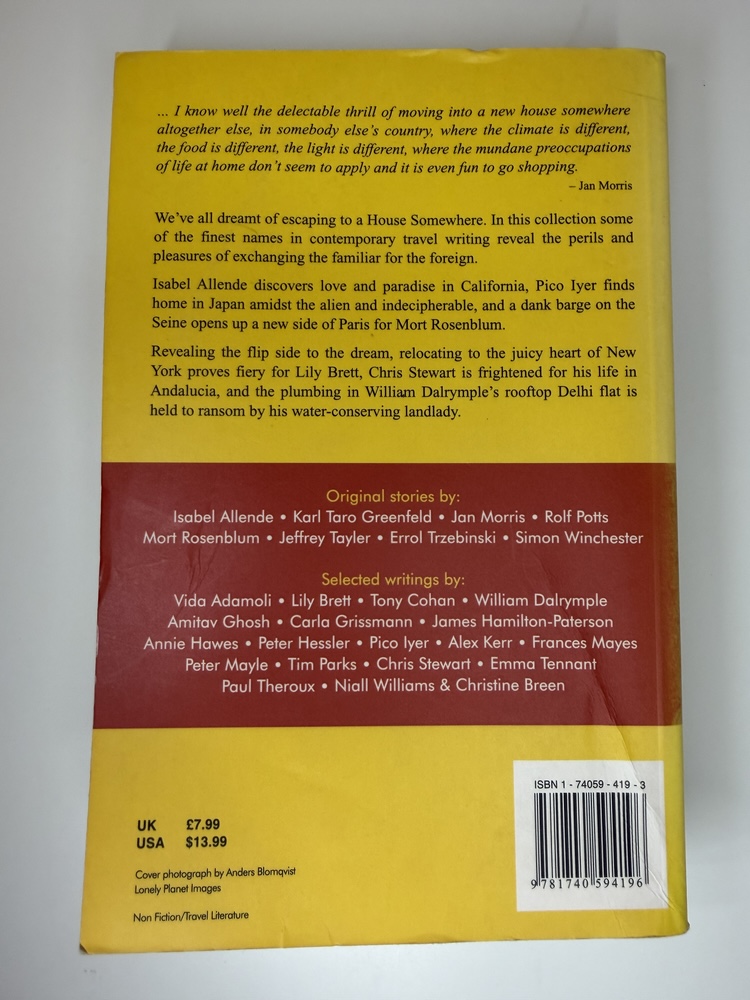 ... I know well the delectable thrill of moving into a new house somewhere
altogether else, in somebody else's country, where the climate is different,
the food is different, the light is different, where the mundane preoccupations
of life at home don't seem to apply and it is even fun to go shopping.
– Jan Morris
We've all dreamt of escaping to a House Somewhere. In this collection some
of the finest names in contemporary travel writing reveal the perils and
pleasures of exchanging the familiar for the foreign.
Isabel Allende discovers love and paradise in California, Pico Iyer finds
home in Japan amidst the alien and indecipherable, and a dank barge on the
Seine opens up a new side of Paris for Mort Rosenblum.
Revealing the flip side to the dream, relocating to the juicy heart of New
York proves fiery for Lily Brett, Chris Stewart is frightened for his life in
Andalucia, and the plumbing in William Dalrymple's rooftop Delhi flat is
held to ransom by his water-conserving landlady.
Original stories by:
Isabel Allende • Karl Taro Greenfeld • Jan Morris • Rolf Potts
Mort Rosenblum • Jeffrey Tayler • Errol Trzebinski • Simon Winchester
Selected writings by:
Vida Adamoli • Lily Brett • Tony Cohan • William Dalrymple
Amitav Ghosh • Carla Grissmann • James Hamilton-Paterson
Annie Hawes • Peter Hessler • Pico Iyer • Alex Kerr • Frances Mayes
Peter Mayle • Tim Parks • Chris Stewart • Emma Tennant
Paul Theroux • Niall Williams & Christine Breen
UK £7.99
USA $13.99
Cover photograph by Anders Blomqvist
Lonely Planet Images
Non Fiction/Travel Literature
ISBN 1 - 74059 - 419 - 3
9 781740 594196